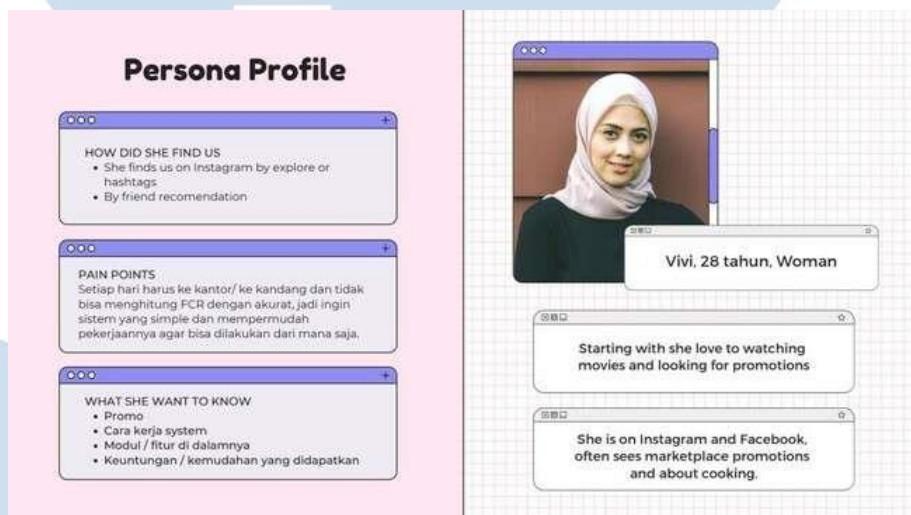 Persona Profile
HOW DID SHE FIND US
• She finds us on Instagram by explore or
hashtags
• By friend recomendation
PAIN POINTS
Setiap hari harus ke kantor/ ke kandang dan tidak
bisa menghitung FCR dengan akurat, jadi ingin
sistem yang simple dan mempermudah
pekerjaannya agar bisa dilakukan dari mana saja.
WHAT SHE WANT TO KNOW
• Promo
• Cara kerja system
• Modul / fitur di dalamnya
• Keuntungan / kemudahan yang didapatkan
Vivi, 28 tahun, Woman
Starting with she love to watching
movies and looking for promotions
She is on Instagram and Facebook,
often sees marketplace promotions
and about cooking.